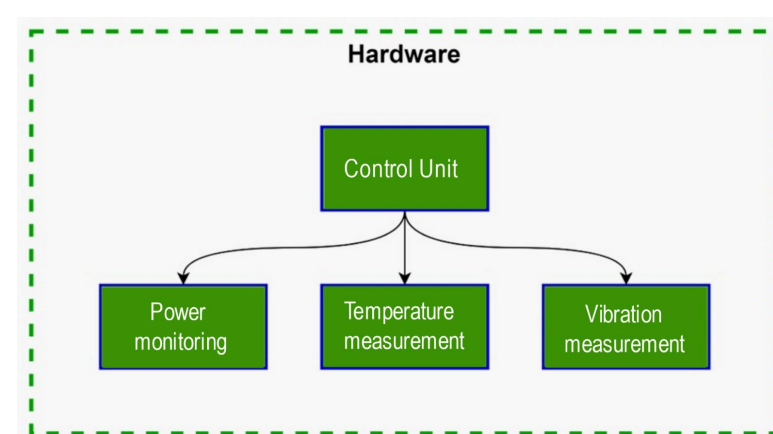 Hardware
Control Unit
Power
monitoring
Temperature
measurement
Vibration
measurement